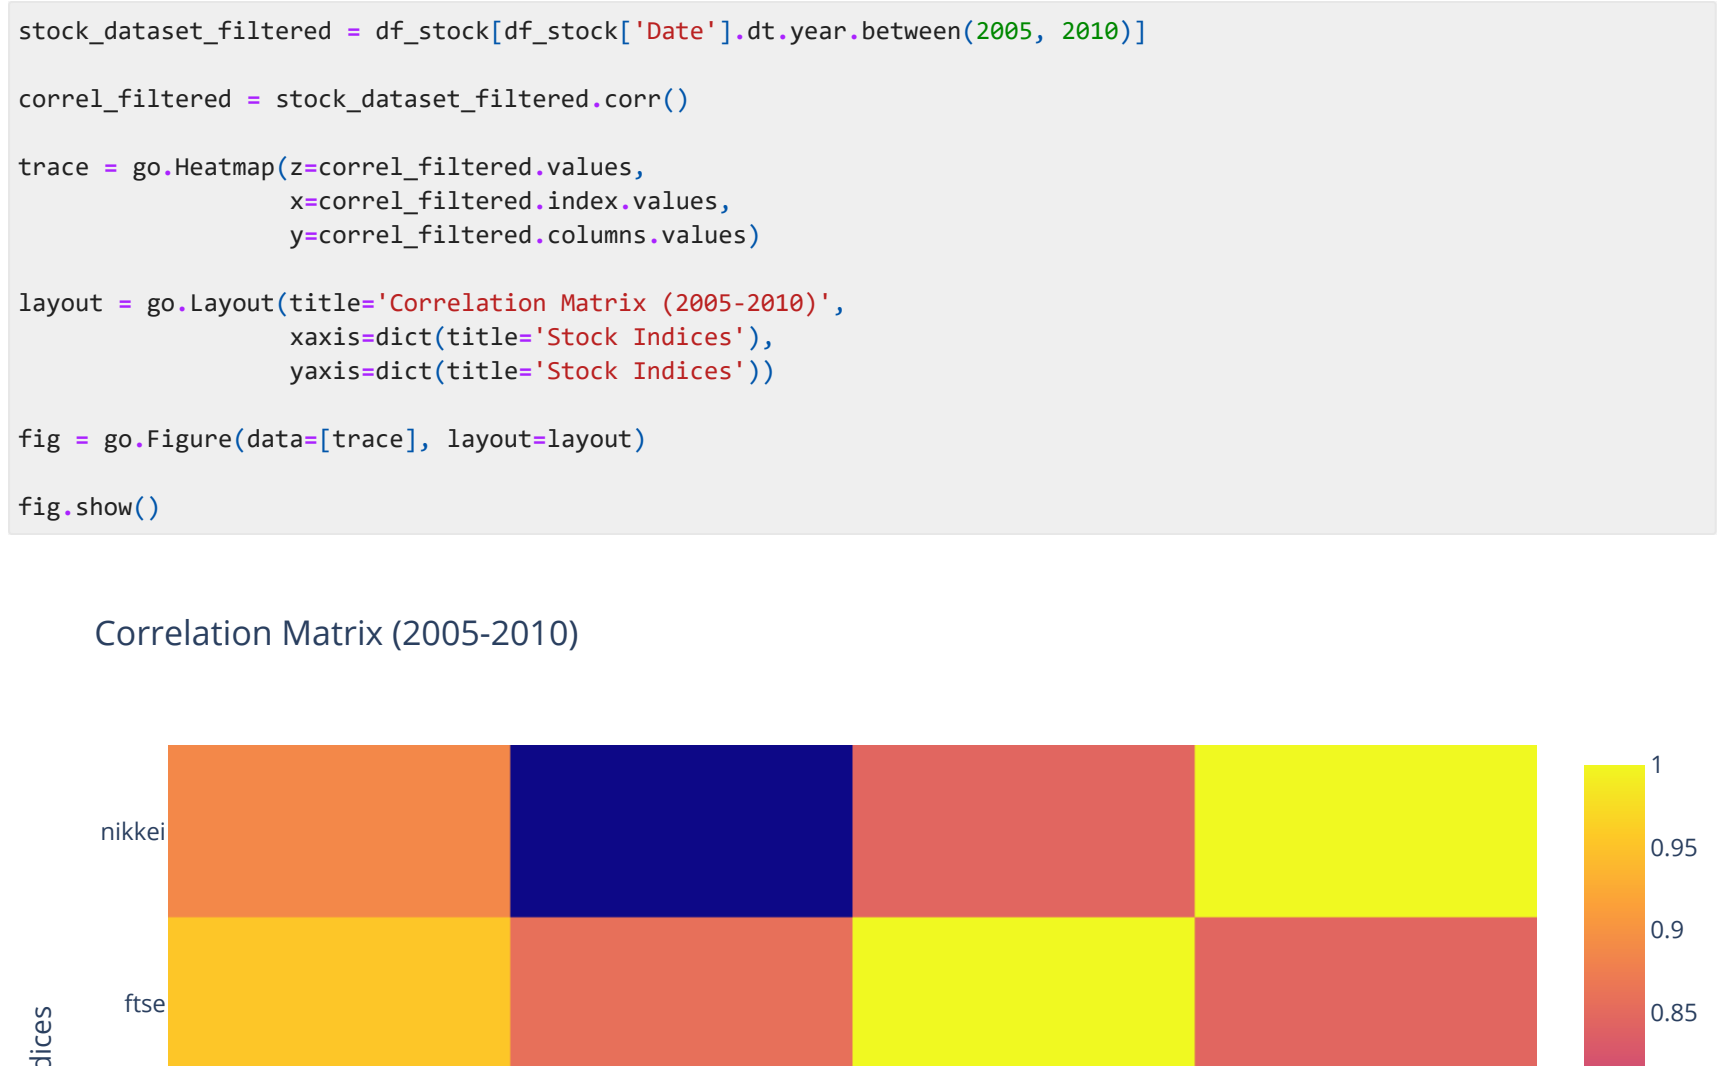 stock_dataset_filtered = df_stock[df_stock['Date'].dt.year.between(2005, 2010)]
correl_filtered = stock_dataset_filtered.corr()
trace = go.Heatmap(z=correl_filtered.values,
x=correl_filtered.index.values,
y=correl_filtered.columns.values)
layout = go.Layout(title='Correlation Matrix (2005-2010)',
xaxis=dict(title='Stock Indices'),
yaxis=dict(title='Stock Indices'))
fig = go.Figure(data=[trace], layout=layout)
fig.show()
Correlation Matrix (2005-2010)
nikkei
ftse
1
0.95
0.9
0.85